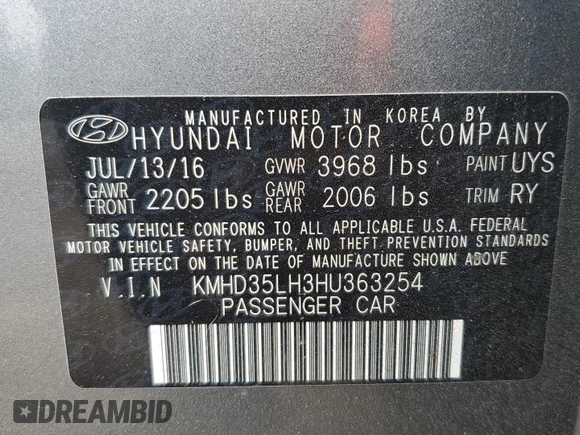 MANUFACTURED IN KOREA BY
HYUNDAI MOTOR COMPANY
JUL/13/16 GVWR 3968 lbs PAINT UYS
GAWR FRONT 2205 lbs GAWR REAR 2006 lbs TRIM RY
THIS VEHICLE CONFORMS TO ALL APPLICABLE U.S.A. FEDERAL
MOTOR VEHICLE SAFETY, BUMPER, AND THEFT PREVENTION STANDARDS
IN EFFECT ON THE DATE OF MANUFACTURE SHOWN ABOVE
V.I.N KMHD35LH3HU363254
PASSENGER CAR
DREAMBID